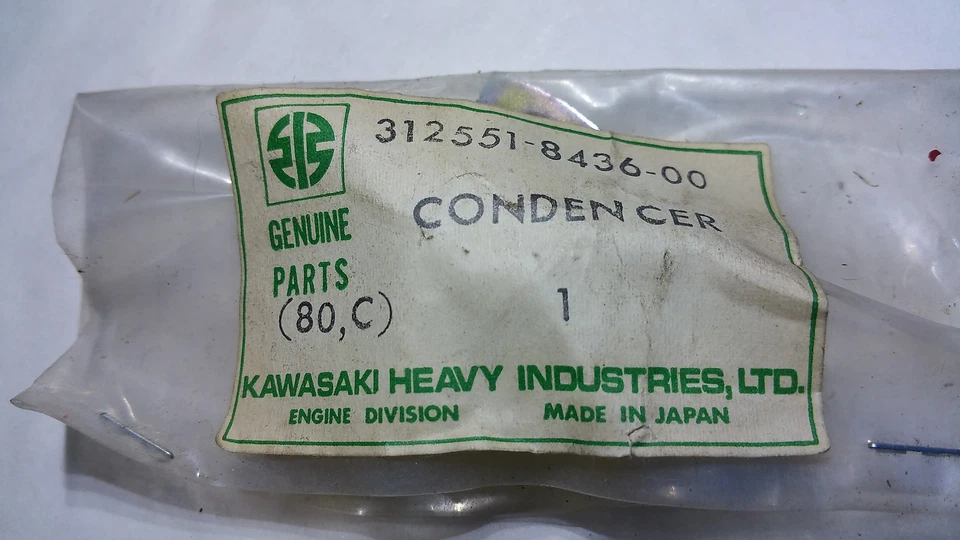 312551-8436-00
CONDENCER
GENUINE
PARTS
(80,C)
1
KAWASAKI HEAVY INDUSTRIES, LTD.
ENGINE DIVISION MADE IN JAPAN